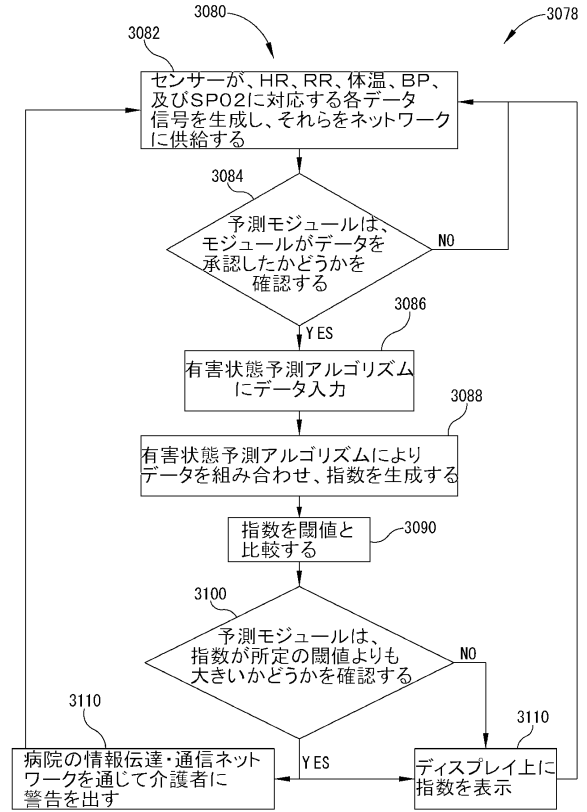 3080
3078
3082
センサーが、HR、RR、体温、BP、
及びSPO2に対応する各データ
信号を生成し、それらをネットワーク
に供給する
3084
予測モジュールは、
モジュールがデータを
承認したかどうかを
確認する
NO
YES
3086
有害状態予測アルゴリズム
にデータ入力
3088
有害状態予測アルゴリズムにより
データを組み合わせ、指数を生成する
指数を閾値と
比較する
3090
3100
予測モジュールは、
指数が所定の閾値よりも
大きいかどうかを確認する
NO
YES
3110
病院の情報伝達・通信ネット
ワークを通じて介護者に
警告を出す
3110
ディスプレイ上に
指数を表示